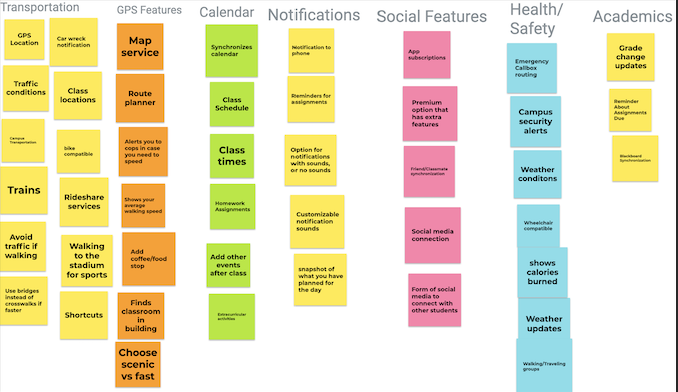 Transportation
GPS
Location
Car wreck
notification
Traffic
conditions
Class
locations
Campus
Transportation
bike
compatible
Trains
Rideshare
services
Avoid
traffic if
walking
Walking
to the
stadium
for sports
Use bridges
instead of
crosswalks if
faster
Shortcuts
GPS Features
Map
service
Route
planner
Alerts you to
cops in case
you need to
speed
Shows your
average
walking speed
Add
coffee/food
stop
Finds
classroom
in
building
Choose
scenic
vs fast
Calendar
Synchronizes
calendar
Class
Schedule
Class
times
Homework
Assignments
Add other
events
after class
Extracurricular
activities
Notifications
Notification to
phone
Reminders for
assignments
Option for
notifications
with sounds,
or no sounds
Customizable
notification
sounds
snapshot of
what you have
planned for
the day
Social Features
App
subscriptions
Premium
option that
has extra
features
Friend/Classmate
synchronization
Social media
connection
Form of social
media to
connect with
other students
Health/
Safety
Emergency
Callbox
routing
Campus
security
alerts
Weather
conditons
Wheelchair
compatible
shows
calories
burned
Weather
updates
Walking/Traveling
groups
Academics
Grade
change
updates
Reminder
About
Assignments
Due
Blackboard
Synchronization